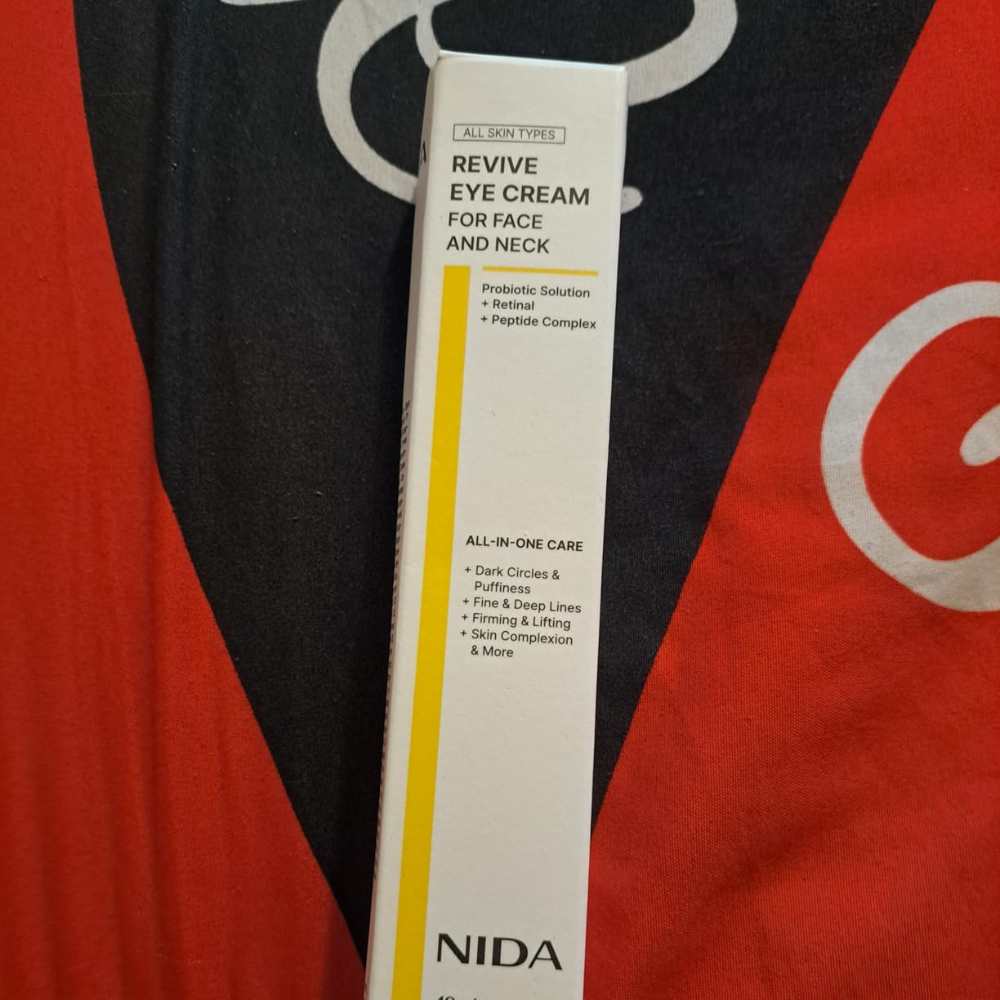 ALL SKIN TYPES
REVIVE
EYE CREAM
FOR FACE
AND NECK
Probiotic Solution
+ Retinal
+ Peptide Complex
ALL-IN-ONE CARE
+ Dark Circles &
Puffiness
+ Fine & Deep Lines
+ Firming & Lifting
+ Skin Complexion
& More
NIDA